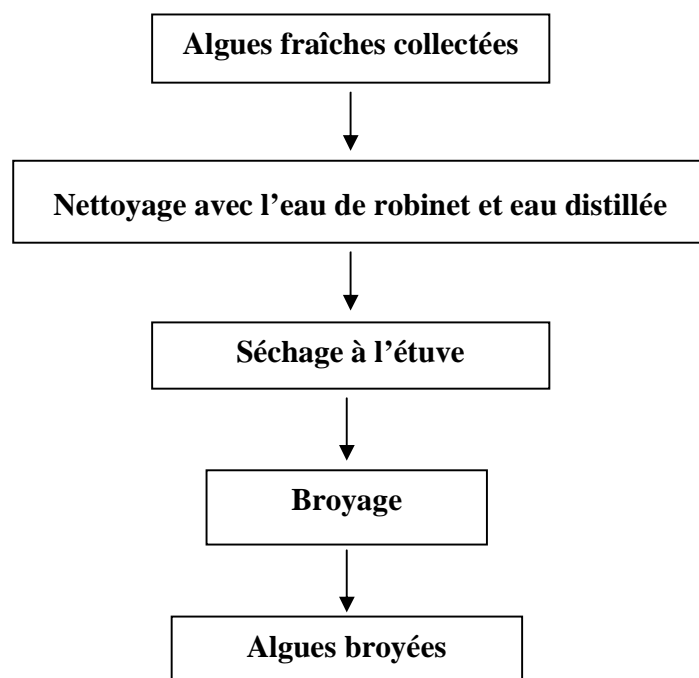 Algues fraîches collectées
Nettoyage avec l’eau de robinet et eau distillée
Séchage à l’étuve
Broyage
Algues broyées